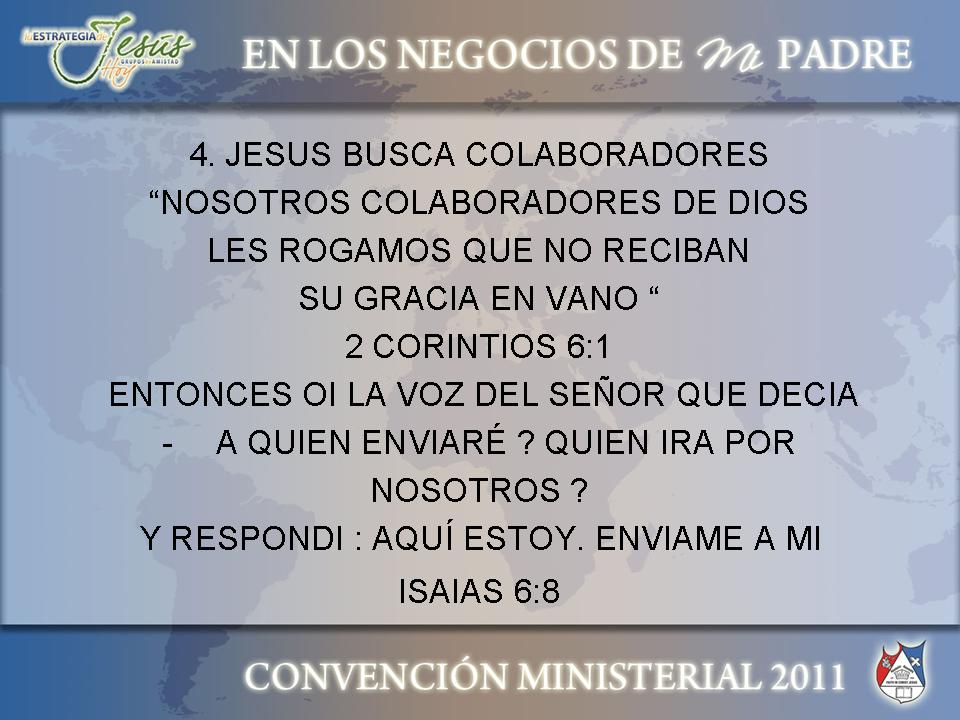 la ESTRATEGIA de
Jesús
GRUPOS de AMISTAD
Hoy
EN LOS NEGOCIOS DE Mi PADRE
4. JESUS BUSCA COLABORADORES
“NOSOTROS COLABORADORES DE DIOS
LES ROGAMOS QUE NO RECIBAN
SU GRACIA EN VANO “
2 CORINTIOS 6:1
ENTONCES OI LA VOZ DEL SEÑOR QUE DECIA
- A QUIEN ENVIARÉ ? QUIEN IRA POR
NOSOTROS ?
Y RESPONDI : AQUÍ ESTOY. ENVIAME A MI
ISAIAS 6:8
CONVENCIÓN MINISTERIAL 2011